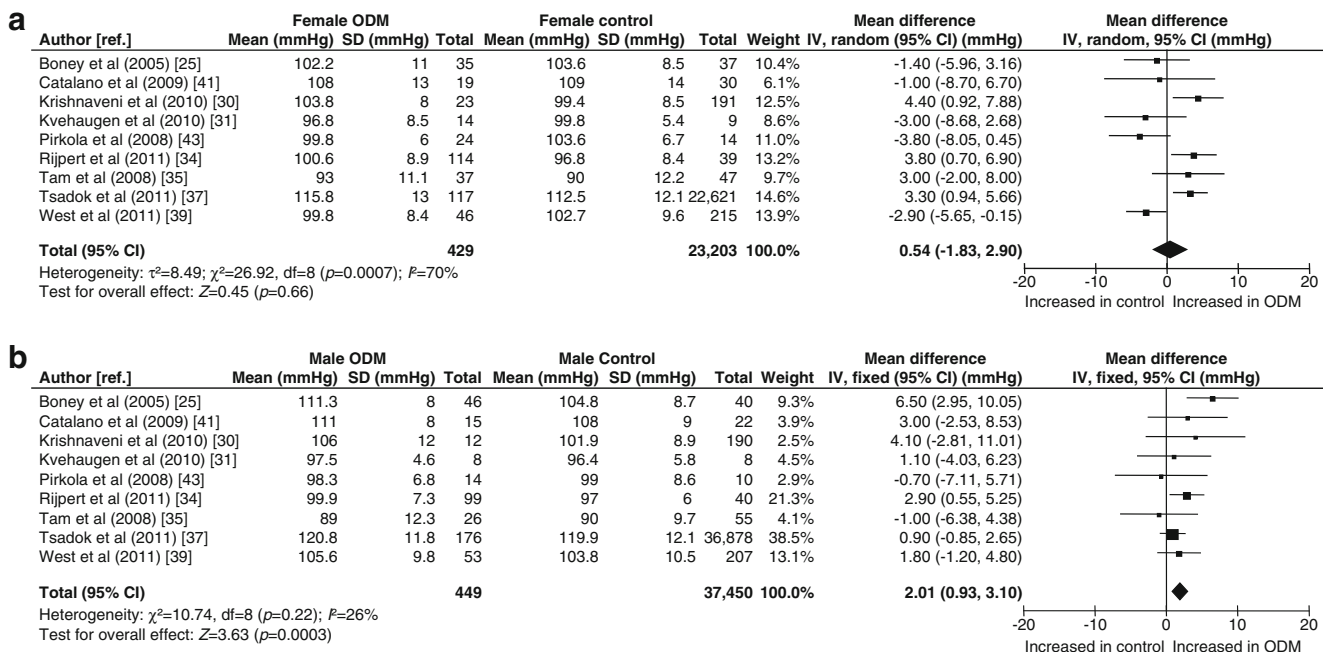 a
Female ODM Female control Mean difference Mean difference
Author [ref.] Mean (mmHg) SD (mmHg) Total Mean (mmHg) SD (mmHg) Total Weight IV, random (95% CI) (mmHg) IV, random, 95% CI (mmHg)
Boney et al (2005) [25] 102.2 11 35 103.6 8.5 37 10.4% -1.40 (-5.96, 3.16)
Catalano et al (2009) [41] 108 13 19 109 14 30 6.1% -1.00 (-8.70, 6.70)
Krishnaveni et al (2010) [30] 103.8 8 23 99.4 8.5 191 12.5% 4.40 (0.92, 7.88)
Kvehaugen et al (2010) [31] 96.8 8.5 14 99.8 5.4 9 8.6% -3.00 (-8.68, 2.68)
Pirkola et al (2008) [43] 99.8 6 24 103.6 6.7 14 11.0% -3.80 (-8.05, 0.45)
Rijpert et al (2011) [34] 100.6 8.9 114 96.8 8.4 39 13.2% 3.80 (0.70, 6.90)
Tam et al (2008) [35] 93 11.1 37 90 12.2 47 9.7% 3.00 (-2.00, 8.00)
Tsadok et al (2011) [37] 115.8 13 117 112.5 12.1 22,621 14.6% 3.30 (0.94, 5.66)
West et al (2011) [39] 99.8 8.4 46 102.7 9.6 215 13.9% -2.90 (-5.65, -0.15)
Total (95% CI) 429 23,203 100.0% 0.54 (-1.83, 2.90)
Heterogeneity: τ²=8.49; χ²=26.92, df=8 (p=0.0007); I²=70%
Test for overall effect: Z=0.45 (p=0.66)
-20 -10 0 10 20
Increased in control Increased in ODM
b
Male ODM Male Control Mean difference Mean difference
Author [ref.] Mean (mmHg) SD (mmHg) Total Mean (mmHg) SD (mmHg) Total Weight IV, fixed (95% CI) (mmHg) IV, fixed, 95% CI (mmHg)
Boney et al (2005) [25] 111.3 8 46 104.8 8.7 40 9.3% 6.50 (2.95, 10.05)
Catalano et al (2009) [41] 111 8 15 108 9 22 3.9% 3.00 (-2.53, 8.53)
Krishnaveni et al (2010) [30] 106 12 12 101.9 8.9 190 2.5% 4.10 (-2.81, 11.01)
Kvehaugen et al (2010) [31] 97.5 4.6 8 96.4 5.8 8 4.5% 1.10 (-4.03, 6.23)
Pirkola et al (2008) [43] 98.3 6.8 14 99 8.6 10 2.9% -0.70 (-7.11, 5.71)
Rijpert et al (2011) [34] 99.9 7.3 99 97 6 40 21.3% 2.90 (0.55, 5.25)
Tam et al (2008) [35] 89 12.3 26 90 9.7 55 4.1% -1.00 (-6.38, 4.38)
Tsadok et al (2011) [37] 120.8 11.8 176 119.9 12.1 36,878 38.5% 0.90 (-0.85, 2.65)
West et al (2011) [39] 105.6 9.8 53 103.8 10.5 207 13.1% 1.80 (-1.20, 4.80)
Total (95% CI) 449 37,450 100.0% 2.01 (0.93, 3.10)
Heterogeneity: χ²=10.74, df=8 (p=0.22); I²=26%
Test for overall effect: Z=3.63 (p=0.0003)
-20 -10 0 10 20
Increased in control Increased in ODM